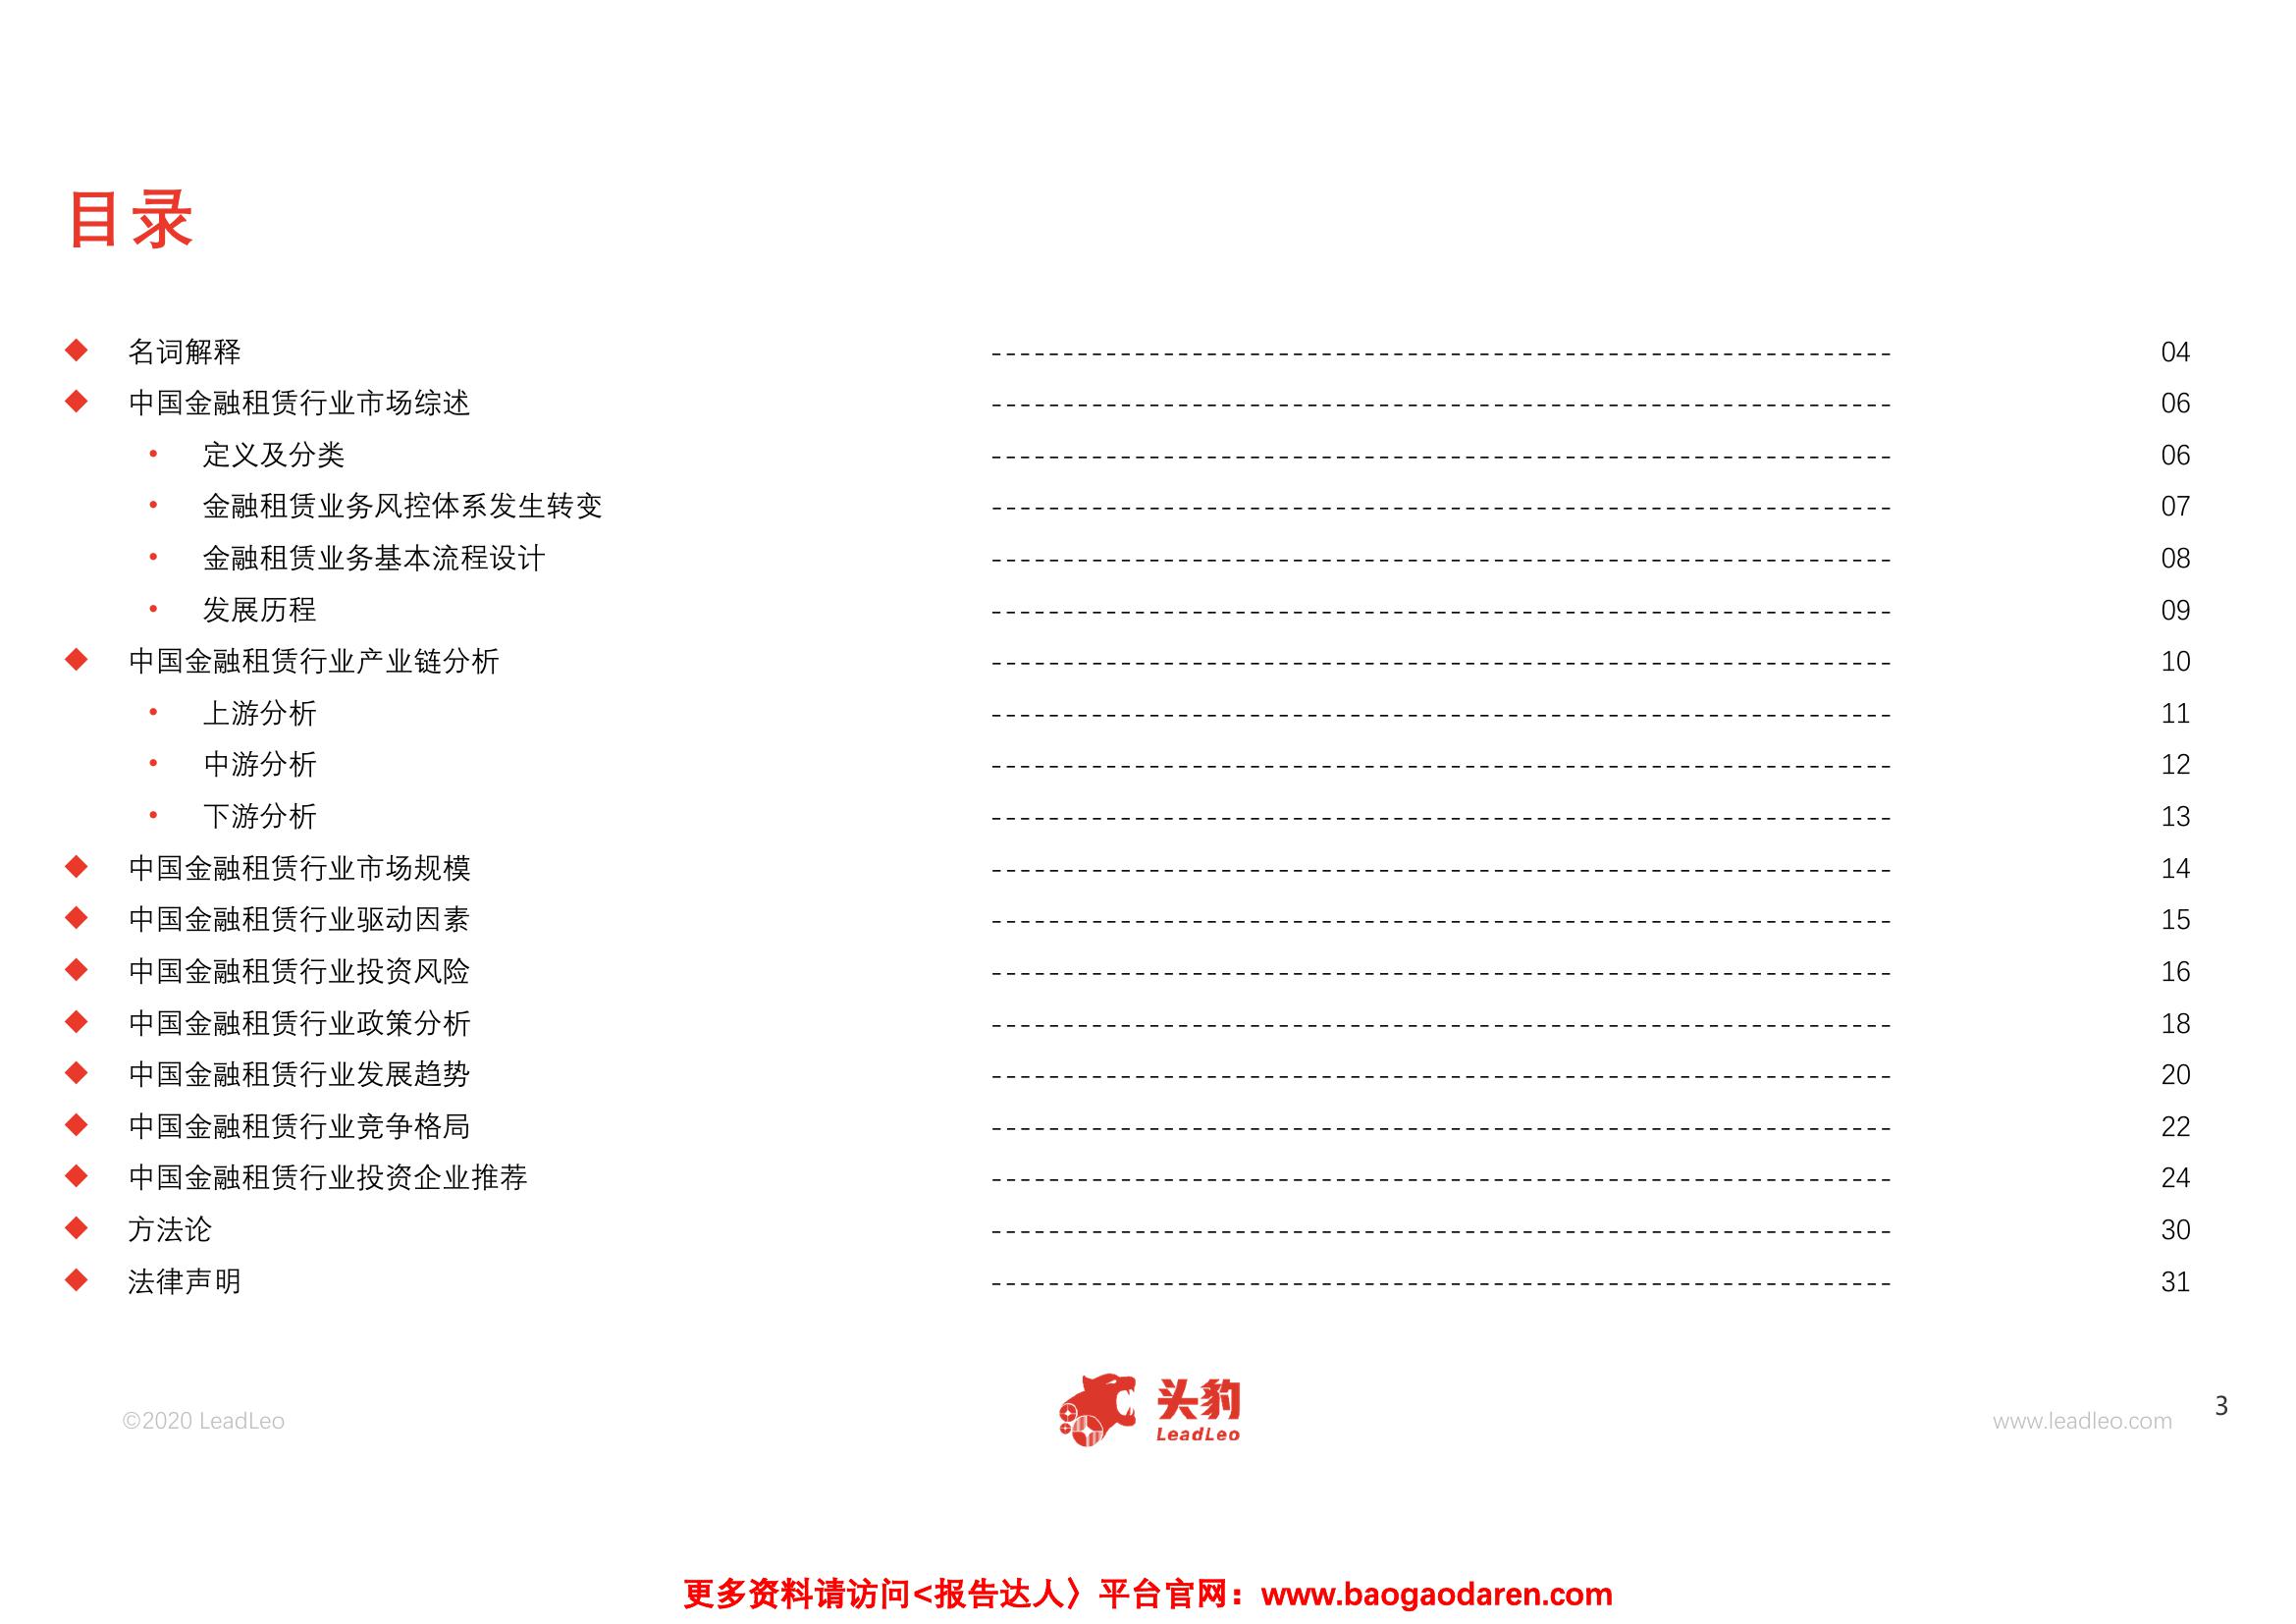 目录
◆ 名词解释 --------------------------------------------------------------- 04
◆ 中国金融租赁行业市场综述 --------------------------------------------------------------- 06
• 定义及分类 --------------------------------------------------------------- 06
• 金融租赁业务风控体系发生转变 --------------------------------------------------------------- 07
• 金融租赁业务基本流程设计 --------------------------------------------------------------- 08
• 发展历程 --------------------------------------------------------------- 09
◆ 中国金融租赁行业产业链分析 --------------------------------------------------------------- 10
• 上游分析 --------------------------------------------------------------- 11
• 中游分析 --------------------------------------------------------------- 12
• 下游分析 --------------------------------------------------------------- 13
◆ 中国金融租赁行业市场规模 --------------------------------------------------------------- 14
◆ 中国金融租赁行业驱动因素 --------------------------------------------------------------- 15
◆ 中国金融租赁行业投资风险 --------------------------------------------------------------- 16
◆ 中国金融租赁行业政策分析 --------------------------------------------------------------- 18
◆ 中国金融租赁行业发展趋势 --------------------------------------------------------------- 20
◆ 中国金融租赁行业竞争格局 --------------------------------------------------------------- 22
◆ 中国金融租赁行业投资企业推荐 --------------------------------------------------------------- 24
◆ 方法论 --------------------------------------------------------------- 30
◆ 法律声明 --------------------------------------------------------------- 31
©2020 LeadLeo
头豹
LeadLeo
www.leadleo.com
3
更多资料请访问<报告达人〉平台官网：www.baogaodaren.com